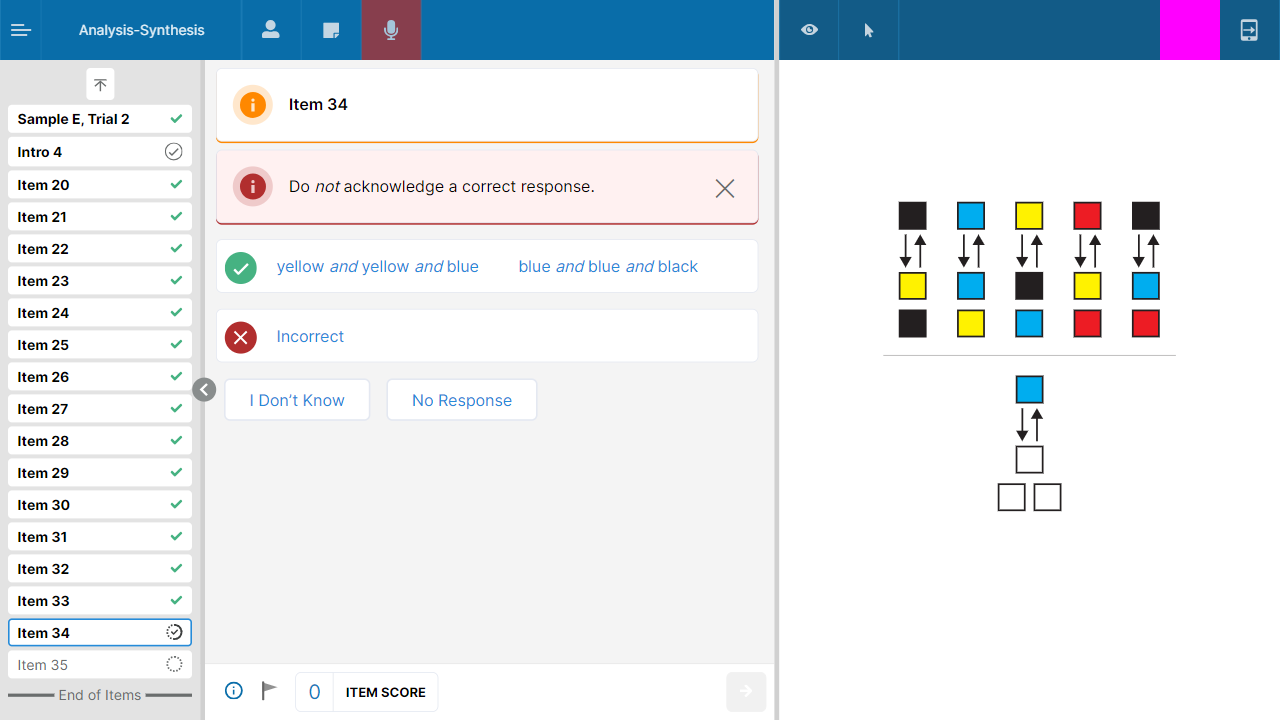 Analysis-Synthesis
Sample E, Trial 2
Intro 4
Item 20
Item 21
Item 22
Item 23
Item 24
Item 25
Item 26
Item 27
Item 28
Item 29
Item 30
Item 31
Item 32
Item 33
Item 34
Item 35
End of Items
Item 34
Do not acknowledge a correct response.
yellow and yellow and blue
blue and blue and black
Incorrect
I Don’t Know
No Response
0 ITEM SCORE